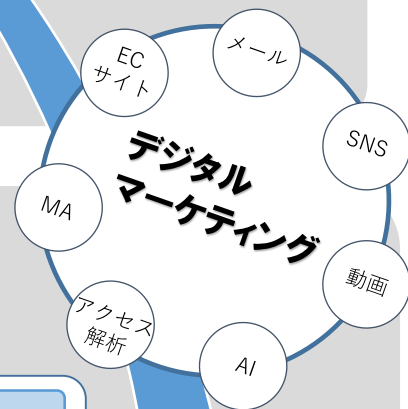 EC
サイト
メール
SNS
デジタル
マーケティング
MA
動画
アクセス
解析
AI